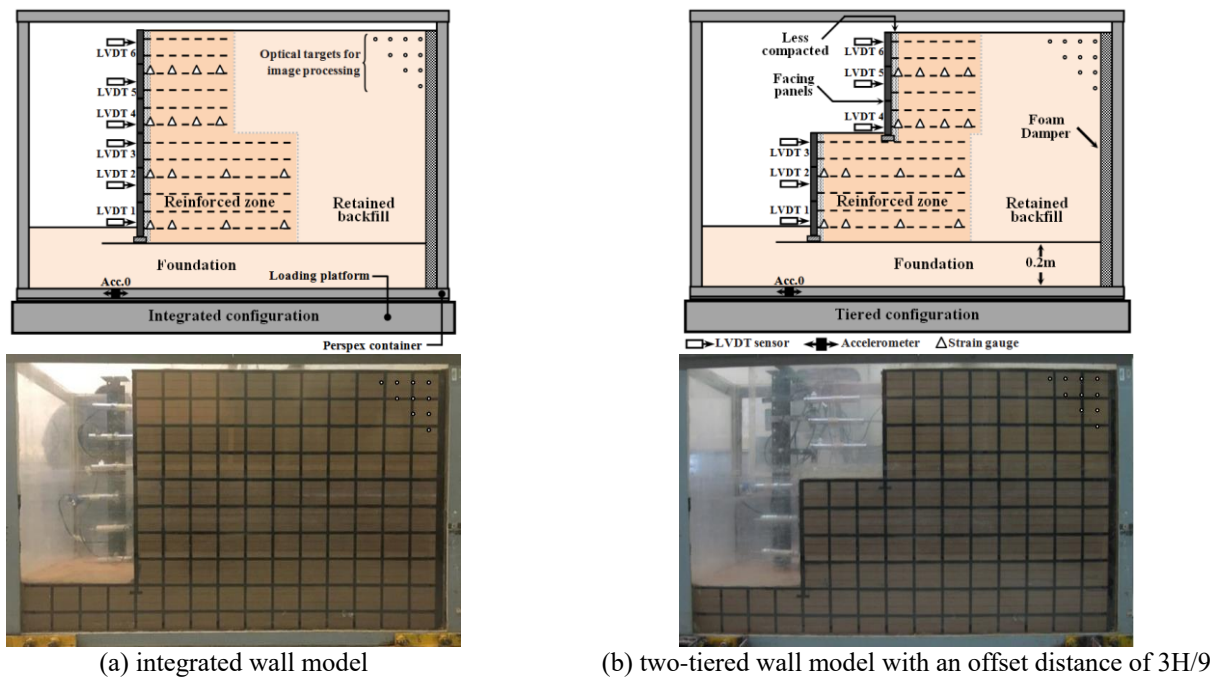 LVDT 6
LVDT 5
LVDT 4
LVDT 3
LVDT 2
LVDT 1
Optical targets for
image processing
Reinforced zone
Retained
backfill
Foundation
Loading platform
Acc.0
Integrated configuration
Perspex container
Less
compacted
LVDT 6
LVDT 5
Facing
panels
LVDT 4
LVDT 3
LVDT 2
LVDT 1
Foam
Damper
Reinforced zone
Retained
backfill
Foundation
0.2m
Acc.0
Tiered configuration
LVDT sensor Accelerometer Strain gauge
(a) integrated wall model
(b) two-tiered wall model with an offset distance of 3H/9